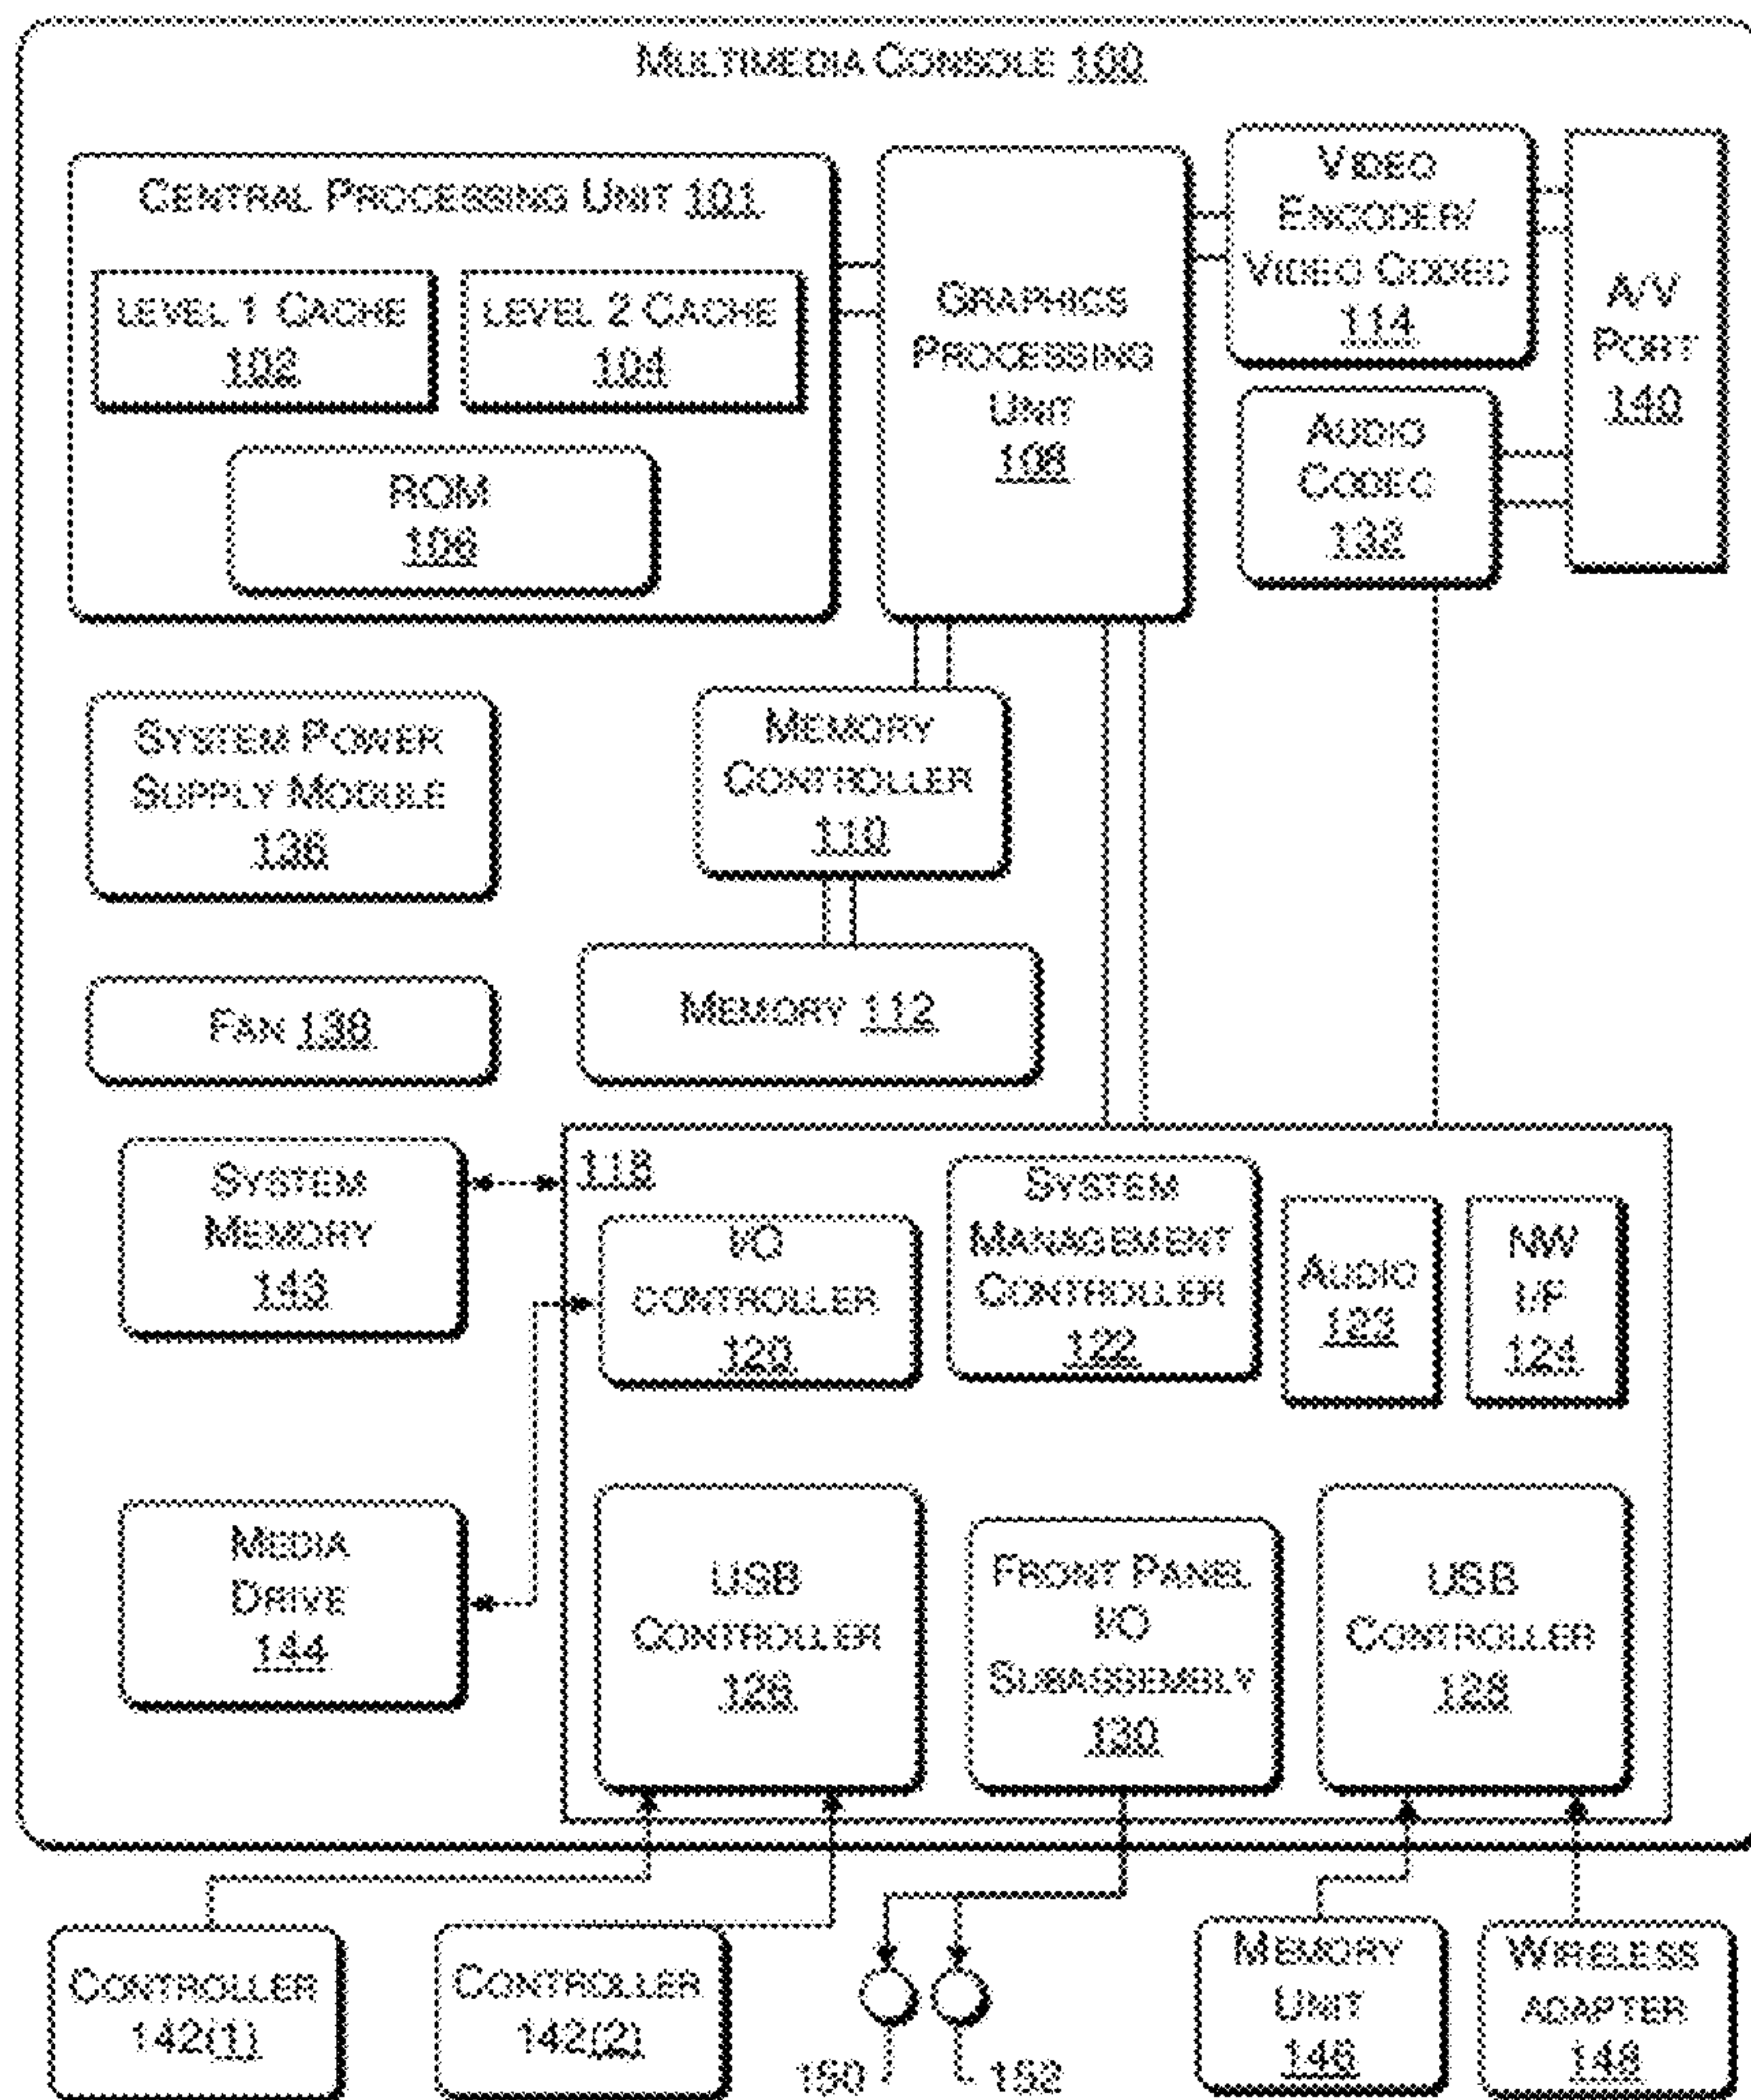 MULTIMEDIA CONSOLE 100
CENTRAL PROCESSING UNIT 101
LEVEL 1 CACHE
102
LEVEL 2 CACHE
104
ROM
106
GRAPHICS
PROCESSING
UNIT
108
VIDEO
ENCODER/
VIDEO CODEC
114
A/V
PORT
140
AUDIO
CODEC
132
SYSTEM POWER
SUPPLY MODULE
136
MEMORY
CONTROLLER
110
FAN 138
MEMORY 112
SYSTEM
MEMORY
143
118
I/O
CONTROLLER
120
SYSTEM
MANAGEMENT
CONTROLLER
122
AUDIO
123
NW
I/F
124
MEDIA
DRIVE
144
USB
CONTROLLER
126
FRONT PANEL
I/O
SUBASSEMBLY
130
USB
CONTROLLER
128
CONTROLLER
142(1)
CONTROLLER
142(2)
150
152
MEMORY
UNIT
146
WIRELESS
ADAPTER
148